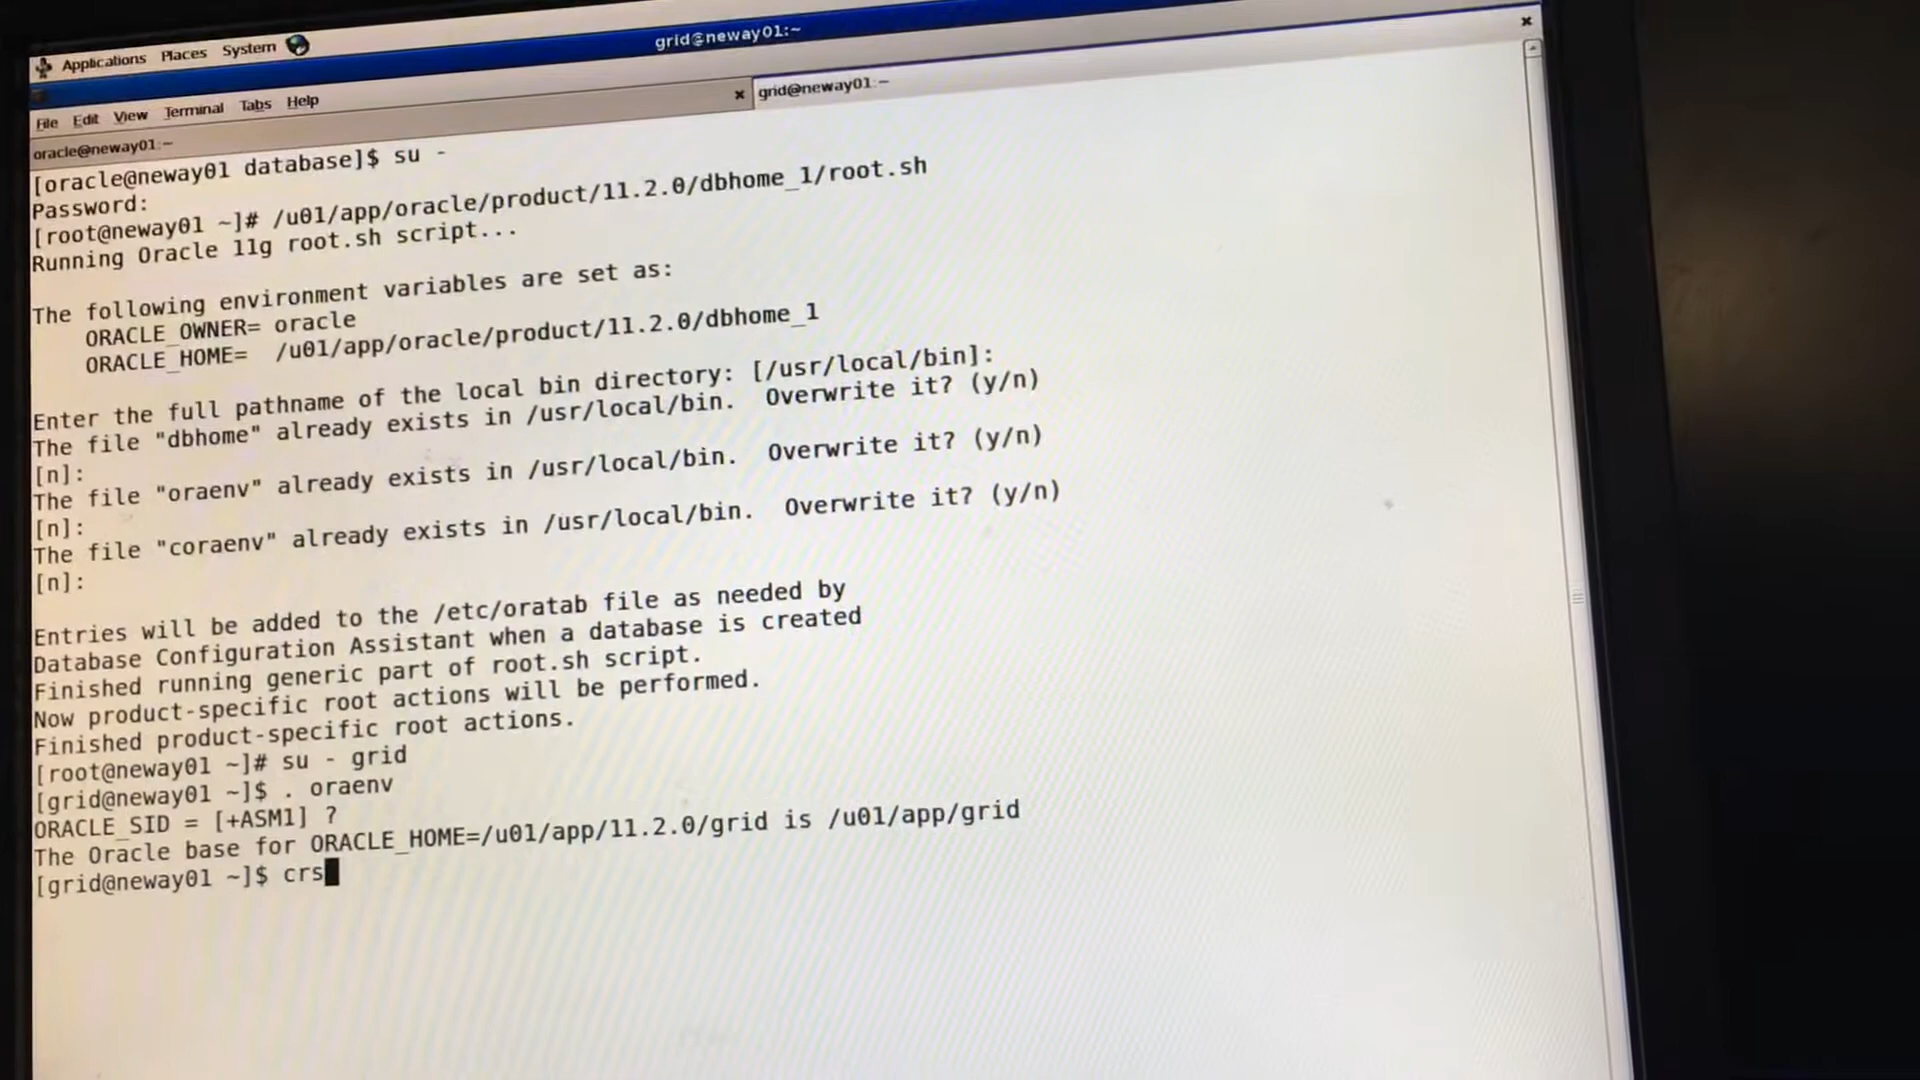 Applications Places System
grid@neway01:~
File Edit View Terminal Tabs Help
oracle@neway01:~
grid@neway01:~
[oracle@neway01 database]$ su -
Password:
[root@neway01 ~]# /u01/app/oracle/product/11.2.0/dbhome_1/root.sh
Running Oracle 11g root.sh script...
The following environment variables are set as:
ORACLE_OWNER= oracle
ORACLE_HOME=  /u01/app/oracle/product/11.2.0/dbhome_1
Enter the full pathname of the local bin directory: [/usr/local/bin]:
The file "dbhome" already exists in /usr/local/bin.  Overwrite it? (y/n)
[n]:
The file "oraenv" already exists in /usr/local/bin.  Overwrite it? (y/n)
[n]:
The file "coraenv" already exists in /usr/local/bin.  Overwrite it? (y/n)
[n]:
Entries will be added to the /etc/oratab file as needed by
Database Configuration Assistant when a database is created
Finished running generic part of root.sh script.
Now product-specific root actions will be performed.
Finished product-specific root actions.
[root@neway01 ~]# su - grid
[grid@neway01 ~]$ . oraenv
ORACLE_SID = [+ASM1] ?
The Oracle base for ORACLE_HOME=/u01/app/11.2.0/grid is /u01/app/grid
[grid@neway01 ~]$ crs